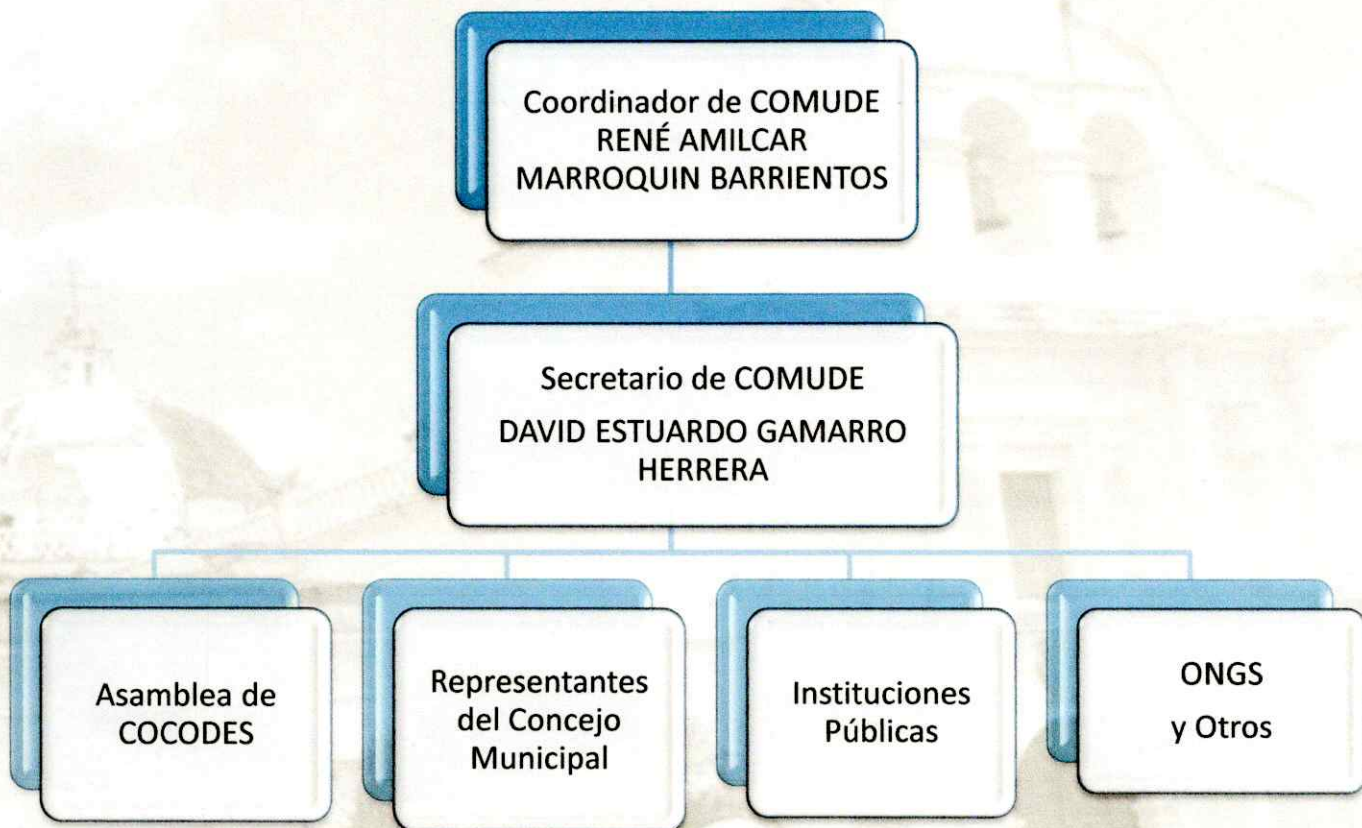 Coordinador de COMUDE
RENÉ AMILCAR
MARROQUIN BARRIENTOS
Secretario de COMUDE
DAVID ESTUARDO GAMARRO
HERRERA
Asamblea de
COCODES
Representantes
del Concejo
Municipal
Instituciones
Públicas
ONGS
y Otros